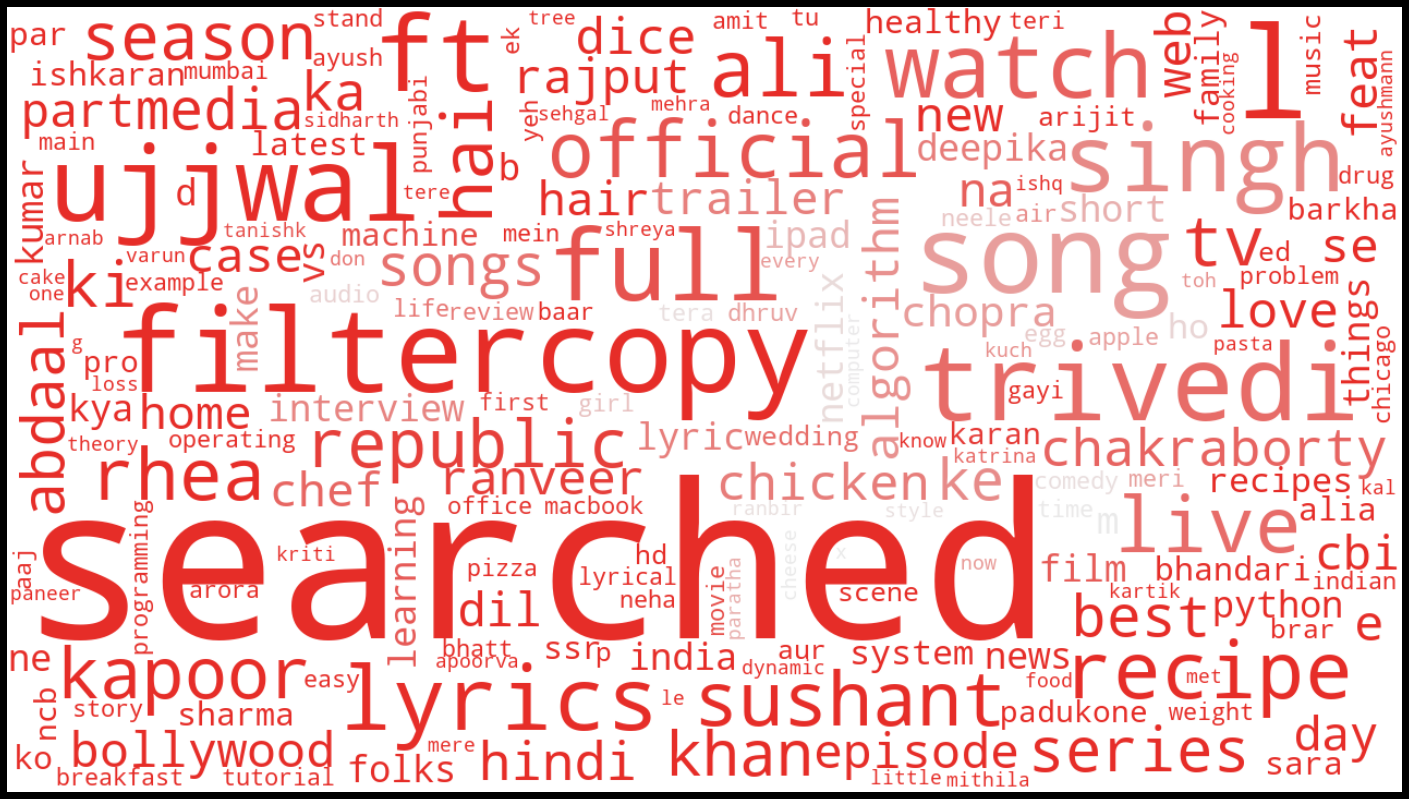 par
season
stand
ayush
ft
ek
tree
dice
amit
tu
ali
special
healthy
teri
watch
web
family
cooking
l
music
feat
ayushmann
ishkaran
mumbai
ka
punjabi
hai
rajput
yeh
sehgal
mehra
dance
new
arijit
part
media
sidharth
main
latest
official
deepika
singh
drug
kumar
ujjwal
d
tere
b
hair
trailer
na
ishq
short
barkha
arnab
tanishk
machine
mein
shreya
neele
air
varun
case
vs
don
songs
full
ipad
every
algorithm
song
tv
ed
se
cake
one
ki
example
audio
toh
problem
make
life
review
baar
tera
dhruv
netflix
computer
chopra
egg
apple
ho
love
things
chicago
abdaal
g
pro
loss
filtercopy
kuch
pasta
trivedi
gayi
kya
home
interview
first
girl
theory
operating
republic
lyric
wedding
know
karan
katrina
chakraborty
rhea
chef
ranveer
chicken
ke
comedy
meri
recipes
kal
office
macbook
ranbir
style
time
m
live
alia
searched
programming
learning
kriti
pizza
hd
lyrical
neha
movie
paratha
cheese
x
scene
now
film
bhandari
cbi
indian
aaj
paneer
arora
dil
kartik
best
python
brar
e
ne
kapoor
easy
bhatt
apoorva
ssr
p
india
dynamic
aur
system
news
food
recipe
met
ncb
story
sharma
lyrics
le
sushant
padukone
weight
day
ko
bollywood
mere
khan
episode
series
sara
breakfast
tutorial
folks
hindi
little
mithila